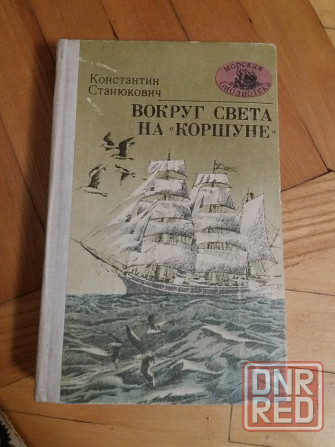 морская
библиотека
Константин
Станюкович
ВОКРУГ СВЕТА
НА «КОРШУНЕ»
DNR
RED